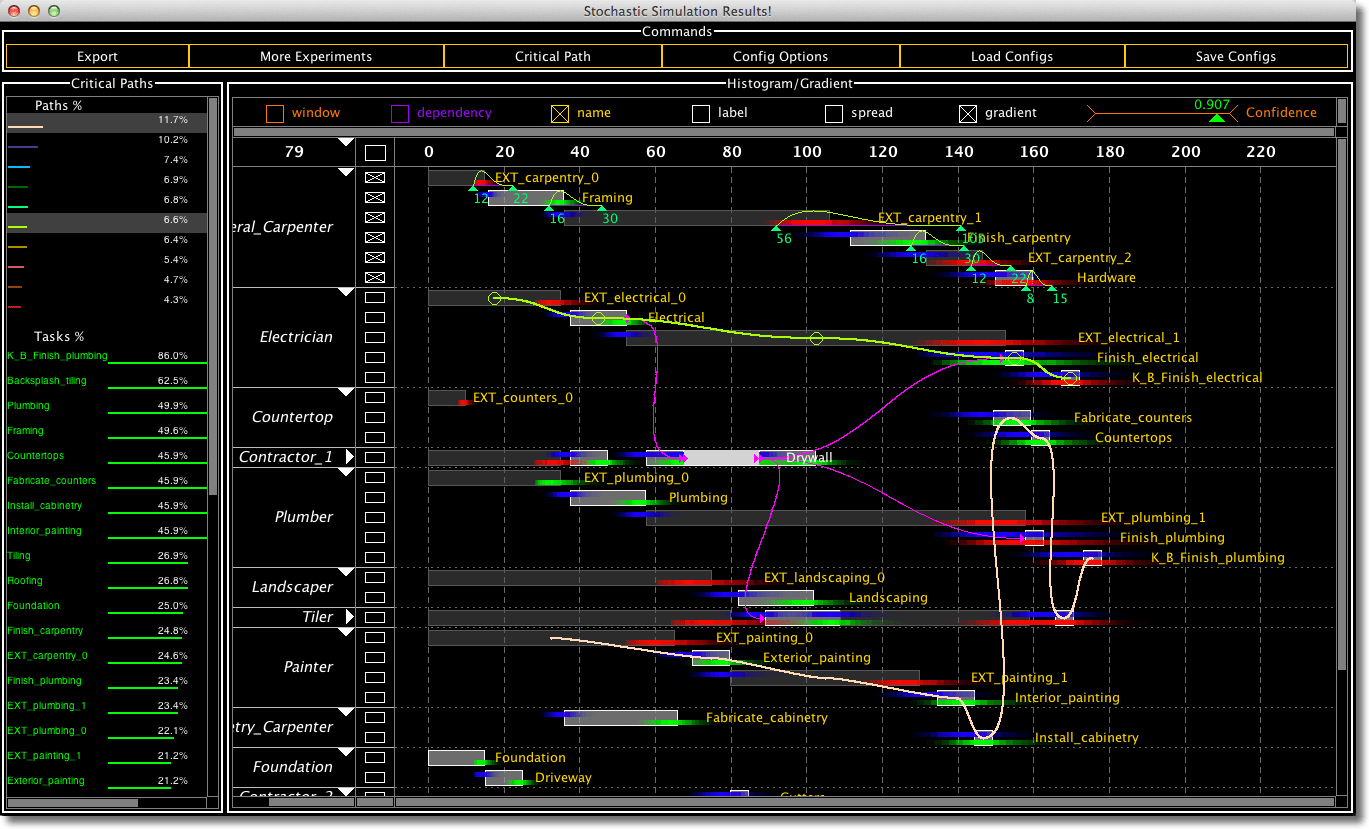 Stochastic Simulation Results!
Commands
Export More Experiments Critical Path Config Options Load Configs Save Configs
Critical Paths
Paths %
11.7%
10.2%
7.4%
6.9%
6.8%
6.6%
6.4%
5.4%
4.7%
4.3%
Tasks %
K_B_Finish_plumbing 86.0%
Backsplash_tiling 62.5%
Plumbing 49.9%
Framing 49.6%
Countertops 45.9%
Fabricate_counters 45.9%
Install_cabinetry 45.9%
Interior_painting 45.9%
Tiling 26.9%
Roofing 26.8%
Foundation 25.0%
Finish_carpentry 24.8%
EXT_carpentry_0 24.6%
Finish_plumbing 23.4%
EXT_plumbing_1 23.4%
EXT_plumbing_0 22.1%
EXT_painting_1 21.2%
Exterior_painting 21.2%
Histogram/Gradient
window dependency name label spread gradient 0.907 Confidence
79 0 20 40 60 80 100 120 140 160 180 200 220
eral_Carpenter
EXT_carpentry_0
12 22
Framing
16 30
EXT_carpentry_1
56 103
Finish_carpentry
16 30
EXT_carpentry_2
12 22
Hardware
8 15
Electrician
EXT_electrical_0
Electrical
EXT_electrical_1
Finish_electrical
K_B_Finish_electrical
Countertop
EXT_counters_0
Fabricate_counters
Countertops
Contractor_1
Drywall
Plumber
EXT_plumbing_0
Plumbing
EXT_plumbing_1
Finish_plumbing
K_B_Finish_plumbing
Landscaper
EXT_landscaping_0
Landscaping
Tiler
Painter
EXT_painting_0
Exterior_painting
EXT_painting_1
Interior_painting
etry_Carpenter
Fabricate_cabinetry
Install_cabinetry
Foundation
Foundation
Driveway
Contractor_2
Gutters